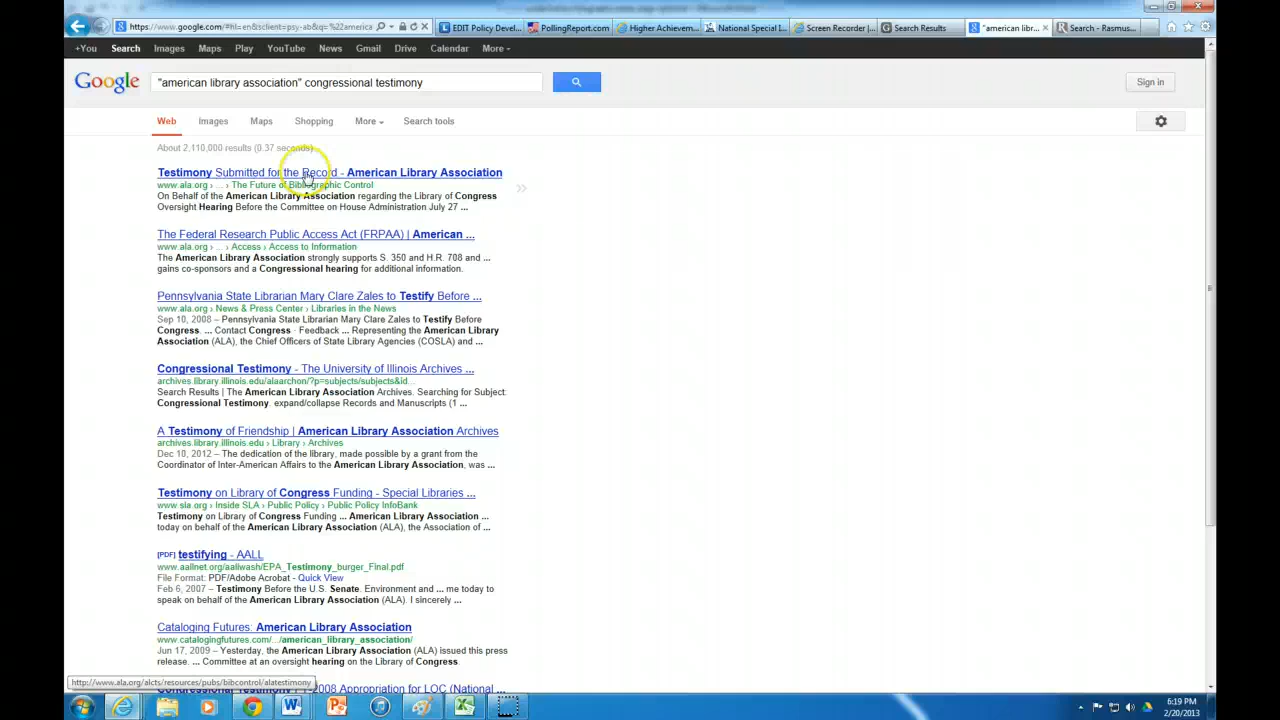 https://www.google.com/#hl=en&sclient=psy-ab&q=%22america
EDIT Policy Devel...
PollingReport.com
Higher Achievem...
National Special I...
Screen Recorder |...
Search Results
"american libr...
Search - Rasmus...
+You Search Images Maps Play YouTube News Gmail Drive Calendar More
Google
"american library association" congressional testimony
Sign in
Web Images Maps Shopping More Search tools
About 2,110,000 results (0.37 seconds)
Testimony Submitted for the Record - American Library Association
www.ala.org › ... › The Future of Bibliographic Control
On Behalf of the American Library Association regarding the Library of Congress
Oversight Hearing Before the Committee on House Administration July 27 ...
The Federal Research Public Access Act (FRPAA) | American ...
www.ala.org › ... › Access › Access to Information
The American Library Association strongly supports S. 350 and H.R. 708 and ...
gains co-sponsors and a Congressional hearing for additional information.
Pennsylvania State Librarian Mary Clare Zales to Testify Before ...
www.ala.org › News & Press Center › Libraries in the News
Sep 10, 2008 – Pennsylvania State Librarian Mary Clare Zales to Testify Before
Congress. ... Contact Congress · Feedback ... Representing the American Library
Association (ALA), the Chief Officers of State Library Agencies (COSLA) and ...
Congressional Testimony - The University of Illinois Archives ...
archives.library.illinois.edu/alaarchon/?p=subjects/subjects&id...
Search Results | The American Library Association Archives. Searching for Subject:
Congressional Testimony. expand/collapse Records and Manuscripts (1 ...
A Testimony of Friendship | American Library Association Archives
archives.library.illinois.edu › Library › Archives
Dec 10, 2012 – The dedication of the library, made possible by a grant from the
Coordinator of Inter-American Affairs to the American Library Association, was ...
Testimony on Library of Congress Funding - Special Libraries ...
www.sla.org › Inside SLA › Public Policy › Public Policy InfoBank
Testimony on Library of Congress Funding ... American Library Association ...
today on behalf of the American Library Association (ALA), the Association of ...
[PDF] testifying - AALL
www.aallnet.org/aallwash/EPA_Testimony_burger_Final.pdf
File Format: PDF/Adobe Acrobat - Quick View
Feb 6, 2007 – Testimony Before the U.S. Senate. Environment and ... me today to
speak on behalf of the American Library Association (ALA). I sincerely ...
Cataloging Futures: American Library Association
www.catalogingfutures.com/.../american_library_association/
Jun 17, 2009 – Yesterday, the American Library Association (ALA) issued this press
release. ... Committee at an oversight hearing on the Library of Congress.
2008 Appropriation for LOC (National ...
http://www.ala.org/alcts/resources/pubs/bibcontrol/alatestimony
6:19 PM
2/20/2013